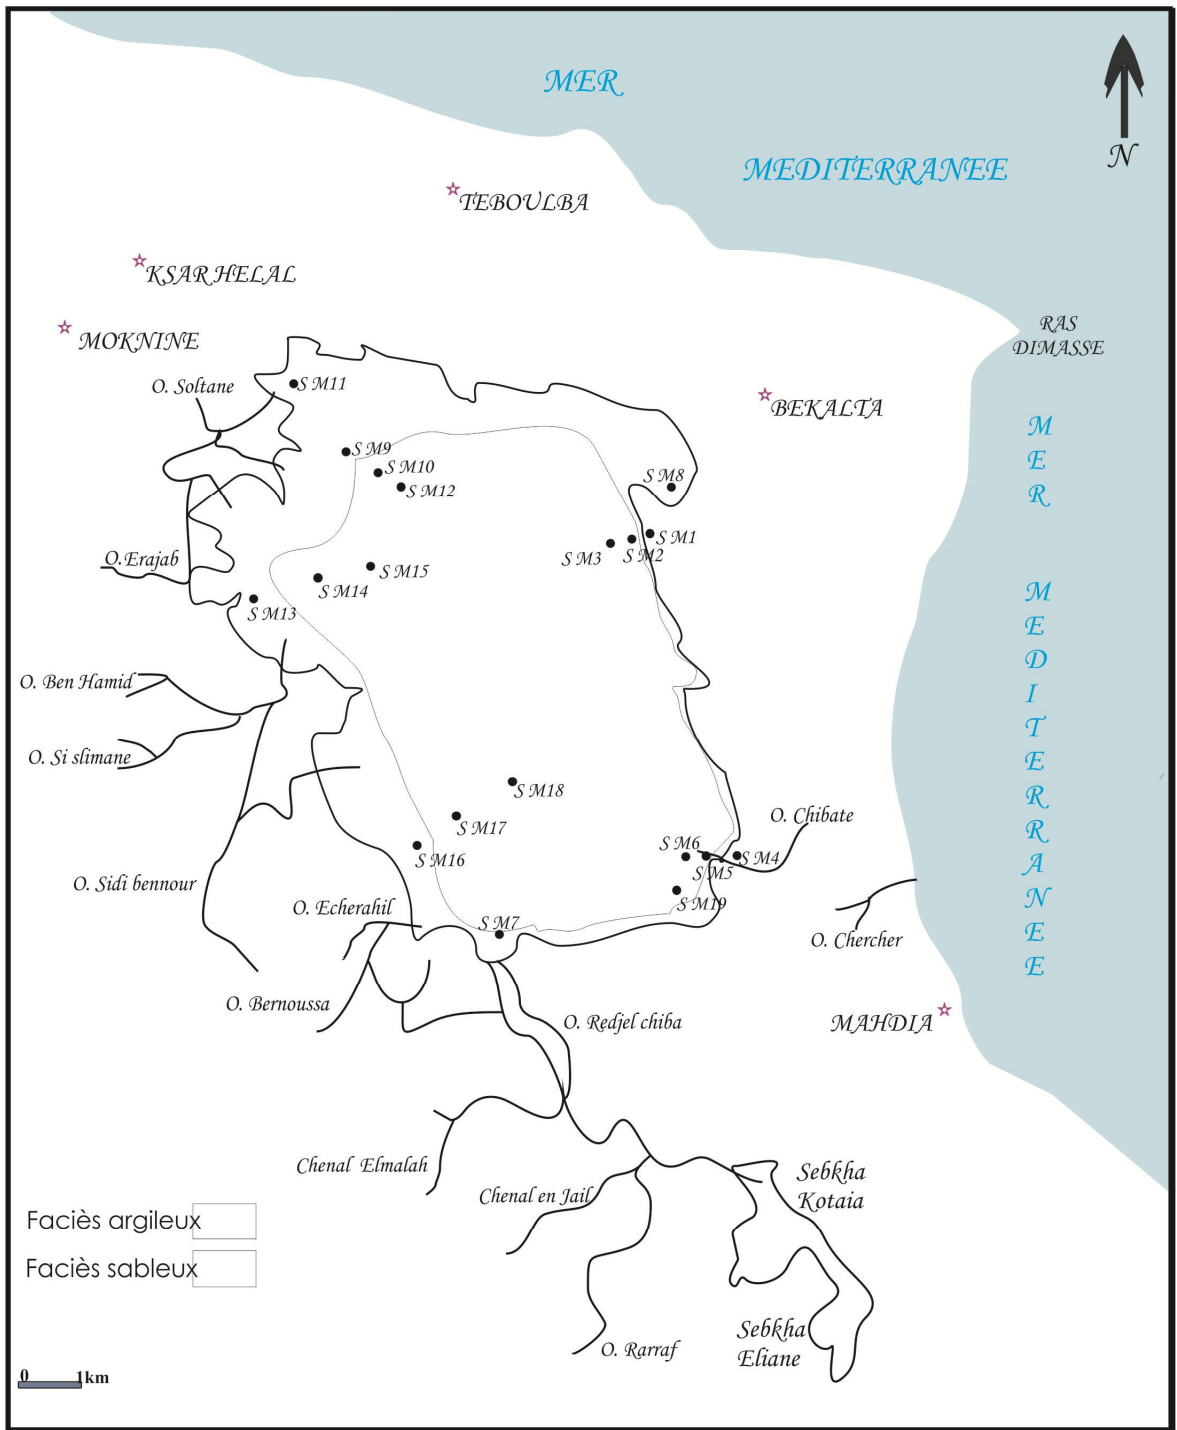 MER
MEDITERRANEE
N
TEBOULBA
KSAR HELAL
MOKNINE
RAS
DIMASSE
O. Soltane
S M11
BEKALTA
MER MEDITERRANEE
S M9
S M10
S M12
S M8
S M1
S M2
S M3
O.Erajab
S M15
S M14
S M13
O. Ben Hamid
O. Si slimane
S M18
S M17
O. Chibate
S M6
S M4
S M5
S M16
O. Sidi bennour
S M19
O. Echerahil
S M7
O. Chercher
O. Bernoussa
O. Redjel chiba
MAHDIA
Chenal Elmalah
Chenal en Jail
Sebkha
Kotaia
Faciès argileux
Faciès sableux
Sebkha
Eliane
O. Rarraf
0 1km